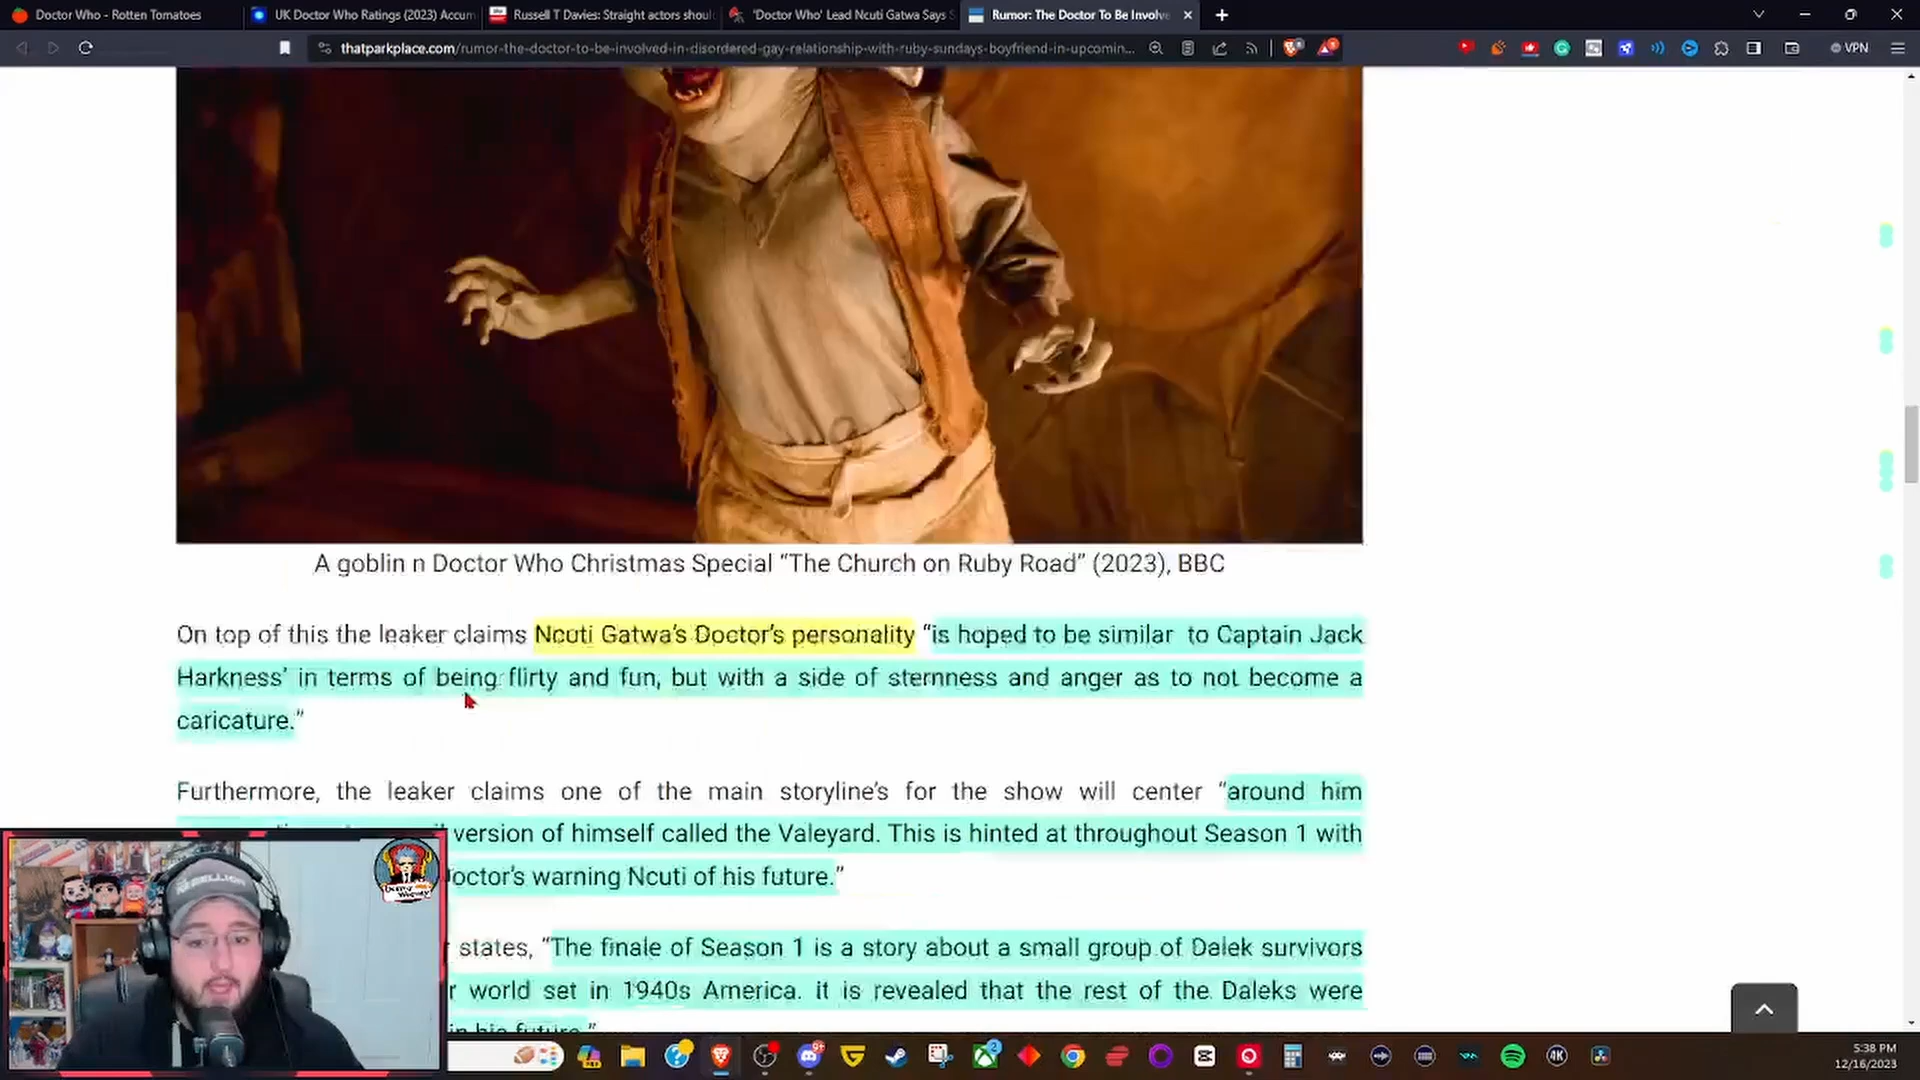 Doctor Who - Rotten Tomatoes
UK Doctor Who Ratings (2023) Accum
Russell T Davies: Straight actors shoul
'Doctor Who' Lead Ncuti Gatwa Says S
Rumor: The Doctor To Be Involve
thatparkplace.com/rumor-the-doctor-to-be-involved-in-disordered-gay-relationship-with-ruby-sundays-boyfriend-in-upcomin...
VPN
A goblin n Doctor Who Christmas Special “The Church on Ruby Road” (2023), BBC
On top of this the leaker claims Ncuti Gatwa’s Doctor’s personality “is hoped to be similar to Captain Jack
Harkness’ in terms of being flirty and fun, but with a side of sternness and anger as to not become a
caricature.”
Furthermore, the leaker claims one of the main storyline’s for the show will center “around him
version of himself called the Valeyard. This is hinted at throughout Season 1 with
octor’s warning Ncuti of his future.”
states, “The finale of Season 1 is a story about a small group of Dalek survivors
r world set in 1940s America. it is revealed that the rest of the Daleks were
in his future.”
REBELLION
4K
5:38 PM
12/16/2023